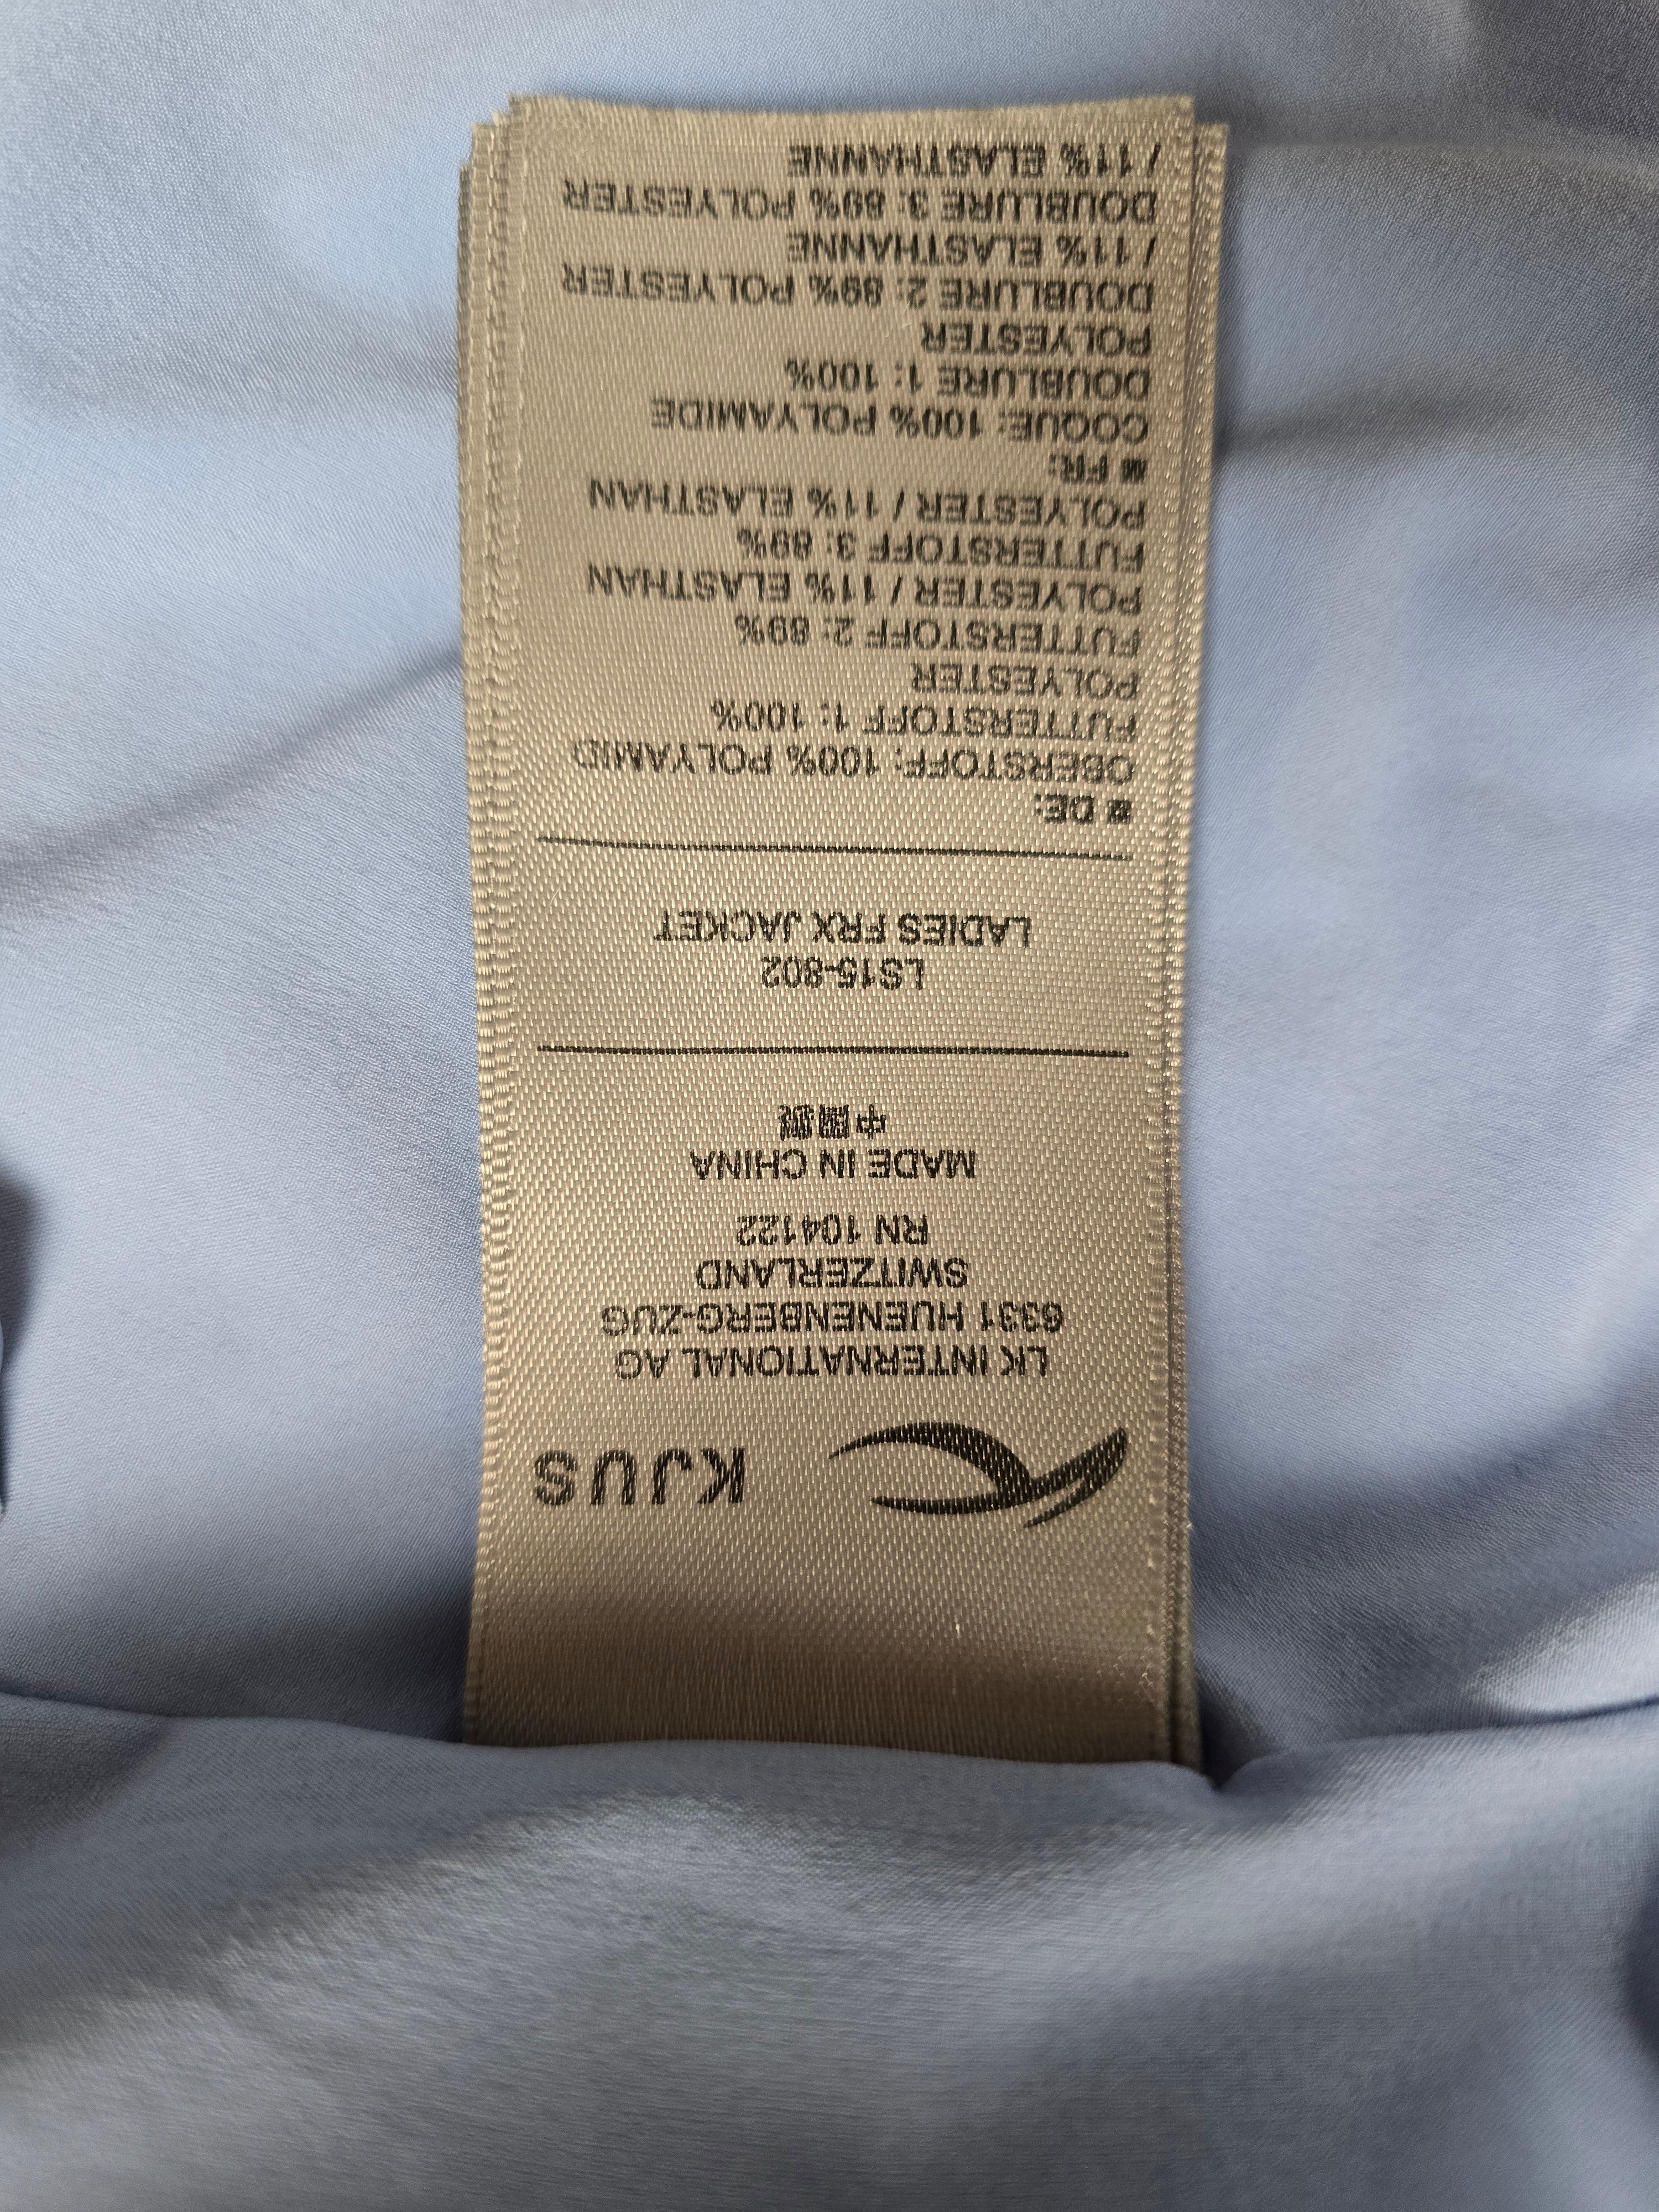 KJUS
LK INTERNATIONAL AG
6331 HUENENBERG-ZUG
SWITZERLAND
RN 104122
MADE IN CHINA
中國製
LS15-802
LADIES FRX JACKET
■ DE:
OBERSTOFF: 100% POLYAMID
FUTTERSTOFF 1: 100%
POLYESTER
FUTTERSTOFF 2: 89%
POLYESTER / 11% ELASTHAN
FUTTERSTOFF 3: 89%
POLYESTER / 11% ELASTHAN
■ FR:
COQUE: 100% POLYAMIDE
DOUBLURE 1: 100%
POLYESTER
DOUBLURE 2: 89% POLYESTER
/ 11% ELASTHANNE
DOUBLURE 3: 89% POLYESTER
/ 11% ELASTHANNE